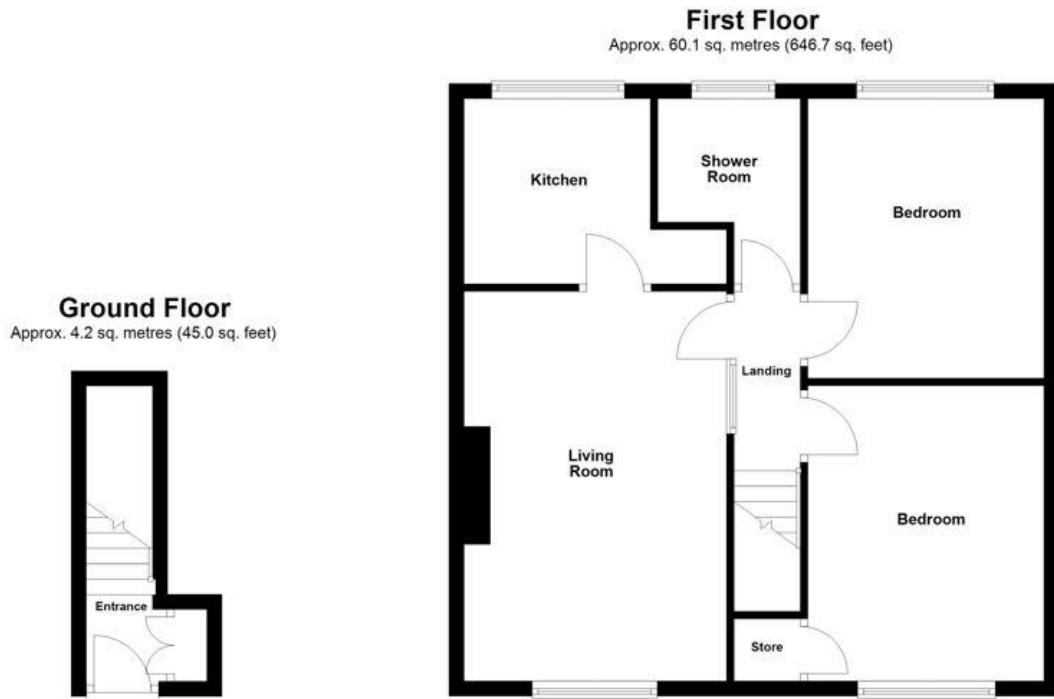 First Floor
Approx. 60.1 sq. metres (646.7 sq. feet)
Kitchen
Shower
Room
Bedroom
Ground Floor
Approx. 4.2 sq. metres (45.0 sq. feet)
Landing
Living
Room
Bedroom
Entrance
Store